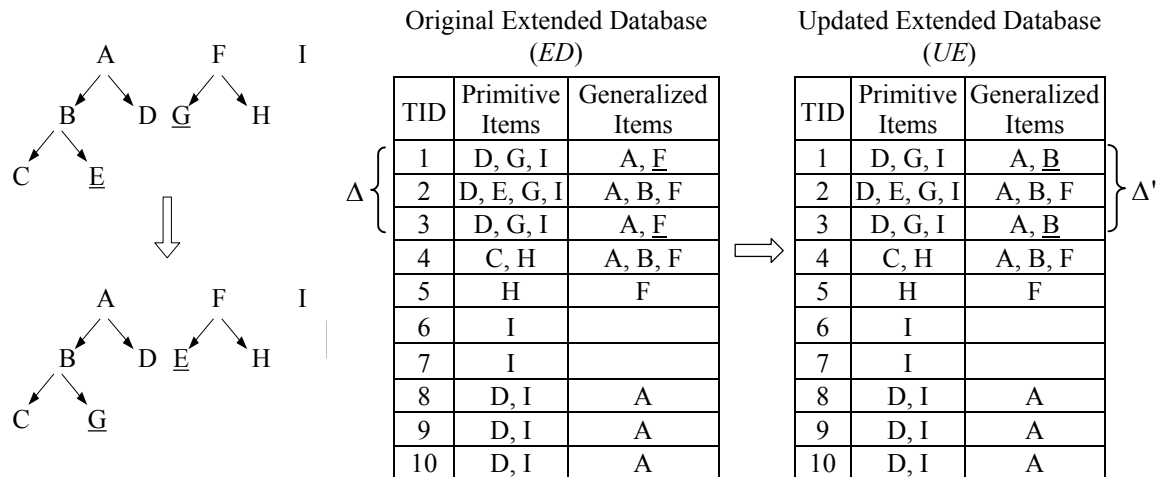 A F I
B D G H
C E
A F I
B D E H
C G
Original Extended Database
(ED)
TID Primitive Items Generalized Items
Δ
1 D, G, I A, F
2 D, E, G, I A, B, F
3 D, G, I A, F
4 C, H A, B, F
5 H F
6 I
7 I
8 D, I A
9 D, I A
10 D, I A
Updated Extended Database
(UE)
TID Primitive Items Generalized Items
1 D, G, I A, B
2 D, E, G, I A, B, F
3 D, G, I A, B
4 C, H A, B, F
5 H F
6 I
7 I
8 D, I A
9 D, I A
10 D, I A
Δ'